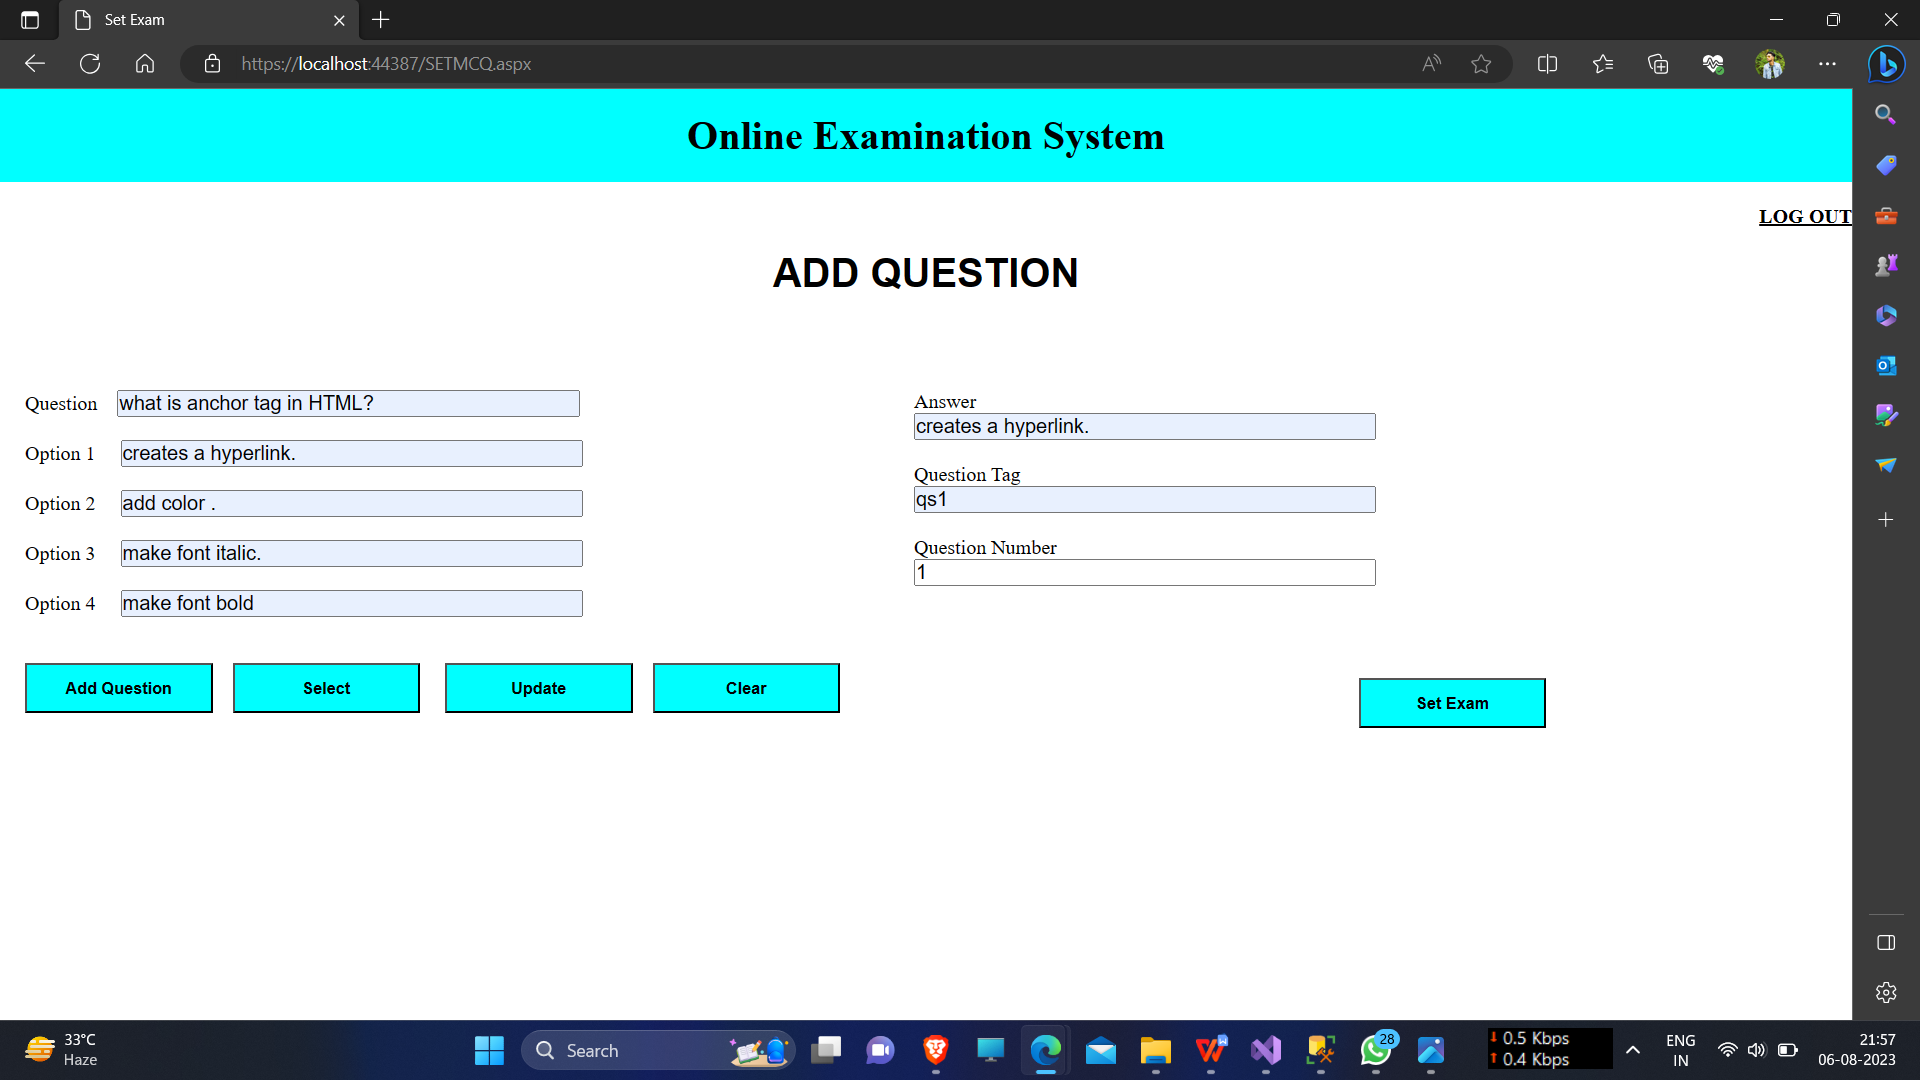 Set Exam
https://localhost:44387/SETMCQ.aspx
Online Examination System
LOG OUT
ADD QUESTION
Question what is anchor tag in HTML?
Option 1 creates a hyperlink.
Option 2 add color .
Option 3 make font italic.
Option 4 make font bold
Answer
creates a hyperlink.
Question Tag
qs1
Question Number
1
Add Question Select Update Clear
Set Exam
33°C
Haze
Search
28
0.5 Kbps
0.4 Kbps
ENG
IN
21:57
06-08-2023